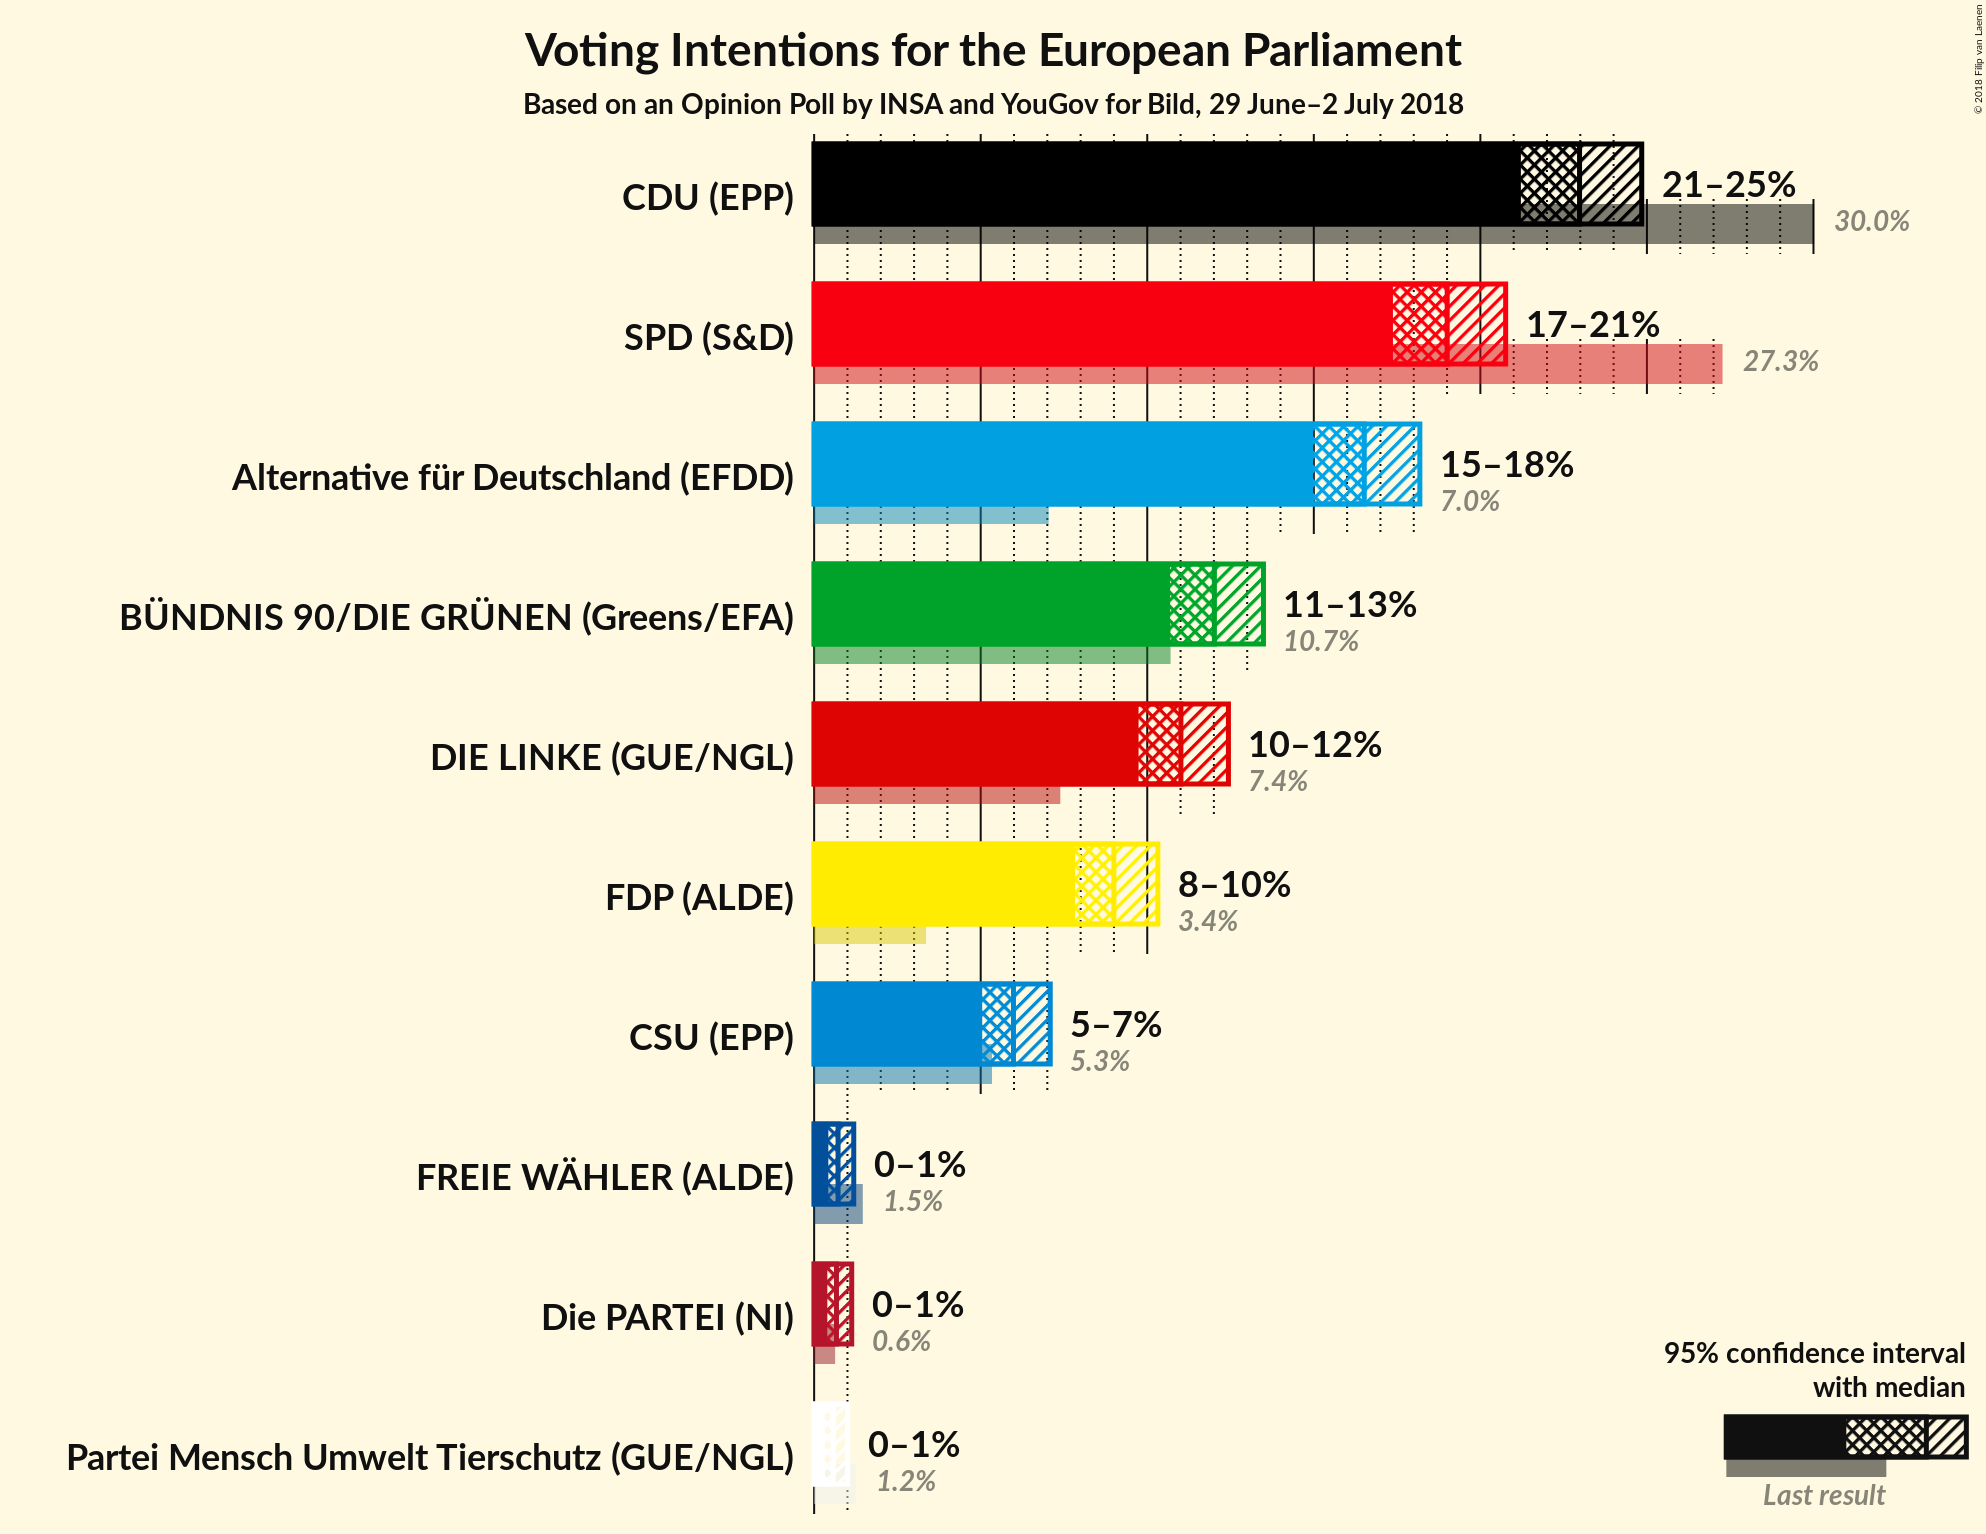 Voting Intentions for the European Parliament
Based on an Opinion Poll by INSA and YouGov for Bild, 29 June–2 July 2018
© 2018 Filip van Laenen
CDU (EPP)
21–25%
30.0%
SPD (S&D)
17–21%
27.3%
Alternative für Deutschland (EFDD)
15–18%
7.0%
BÜNDNIS 90/DIE GRÜNEN (Greens/EFA)
11–13%
10.7%
DIE LINKE (GUE/NGL)
10–12%
7.4%
FDP (ALDE)
8–10%
3.4%
CSU (EPP)
5–7%
5.3%
FREIE WÄHLER (ALDE)
0–1%
1.5%
Die PARTEI (NI)
0–1%
0.6%
Partei Mensch Umwelt Tierschutz (GUE/NGL)
0–1%
1.2%
95% confidence interval
with median
Last result